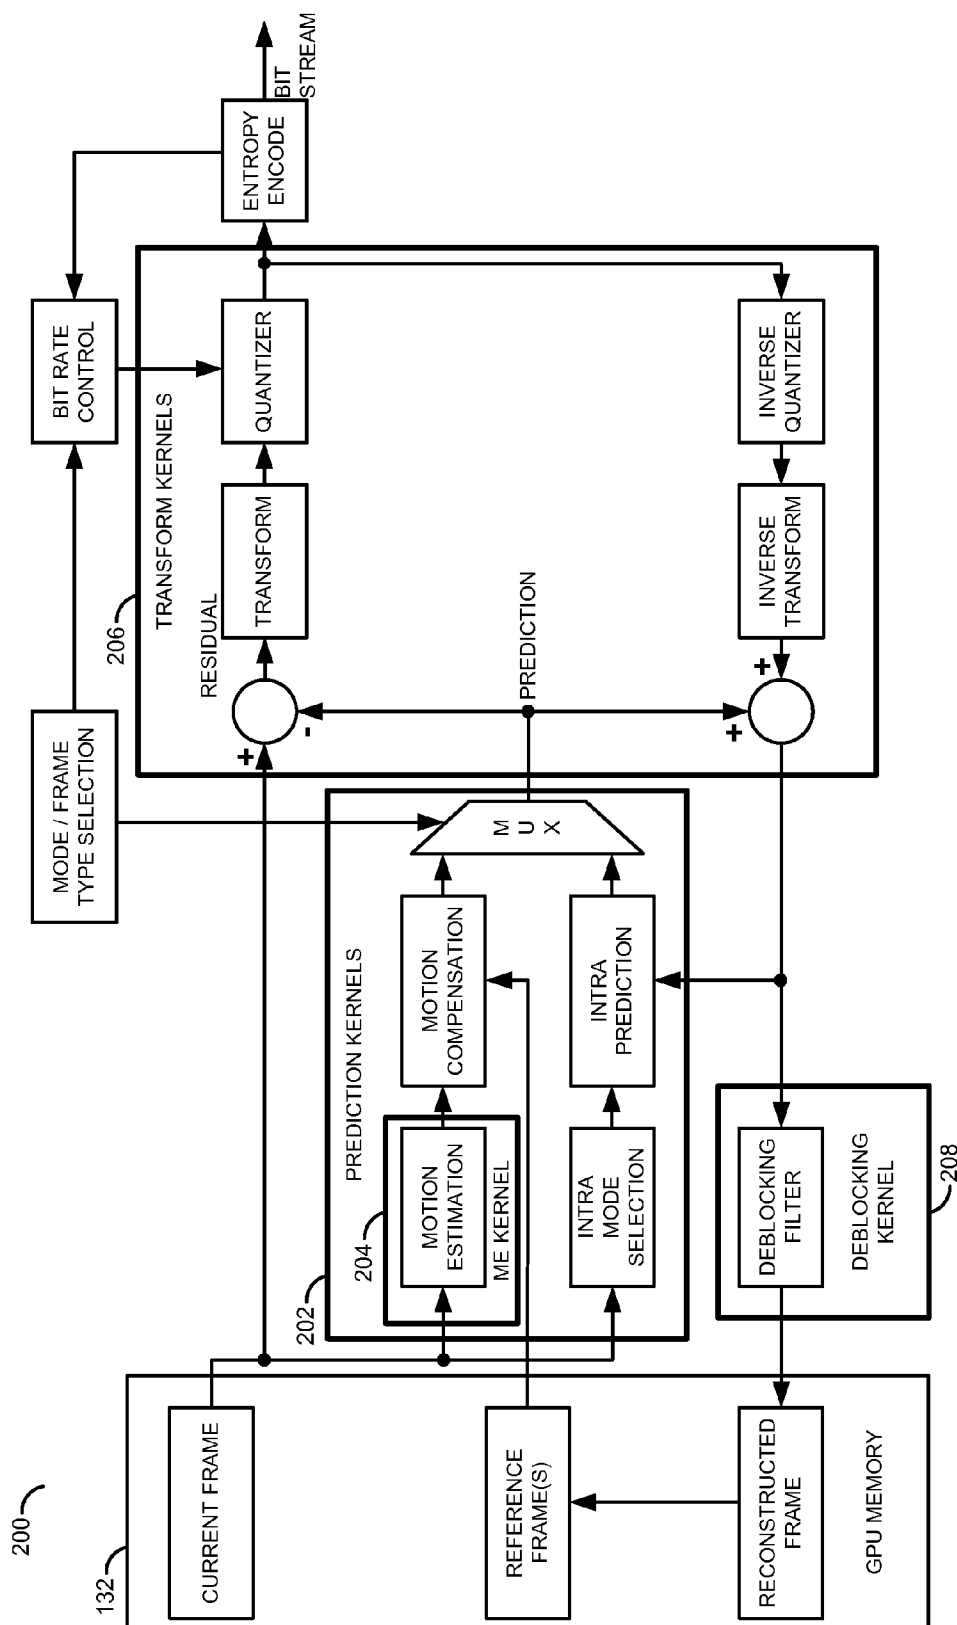 200
132
CURRENT FRAME
REFERENCE
FRAME(S)
RECONSTRUCTED
FRAME
GPU MEMORY
202
PREDICTION KERNELS
204
MOTION
ESTIMATION
ME KERNEL
MOTION
COMPENSATION
INTRA
MODE
SELECTION
INTRA
PREDICTION
M
U
X
DEBLOCKING
FILTER
DEBLOCKING
KERNEL
208
MODE / FRAME
TYPE SELECTION
BIT RATE
CONTROL
206
TRANSFORM KERNELS
+
-
RESIDUAL
TRANSFORM
QUANTIZER
PREDICTION
+
+
INVERSE
TRANSFORM
INVERSE
QUANTIZER
ENTROPY
ENCODE
BIT
STREAM